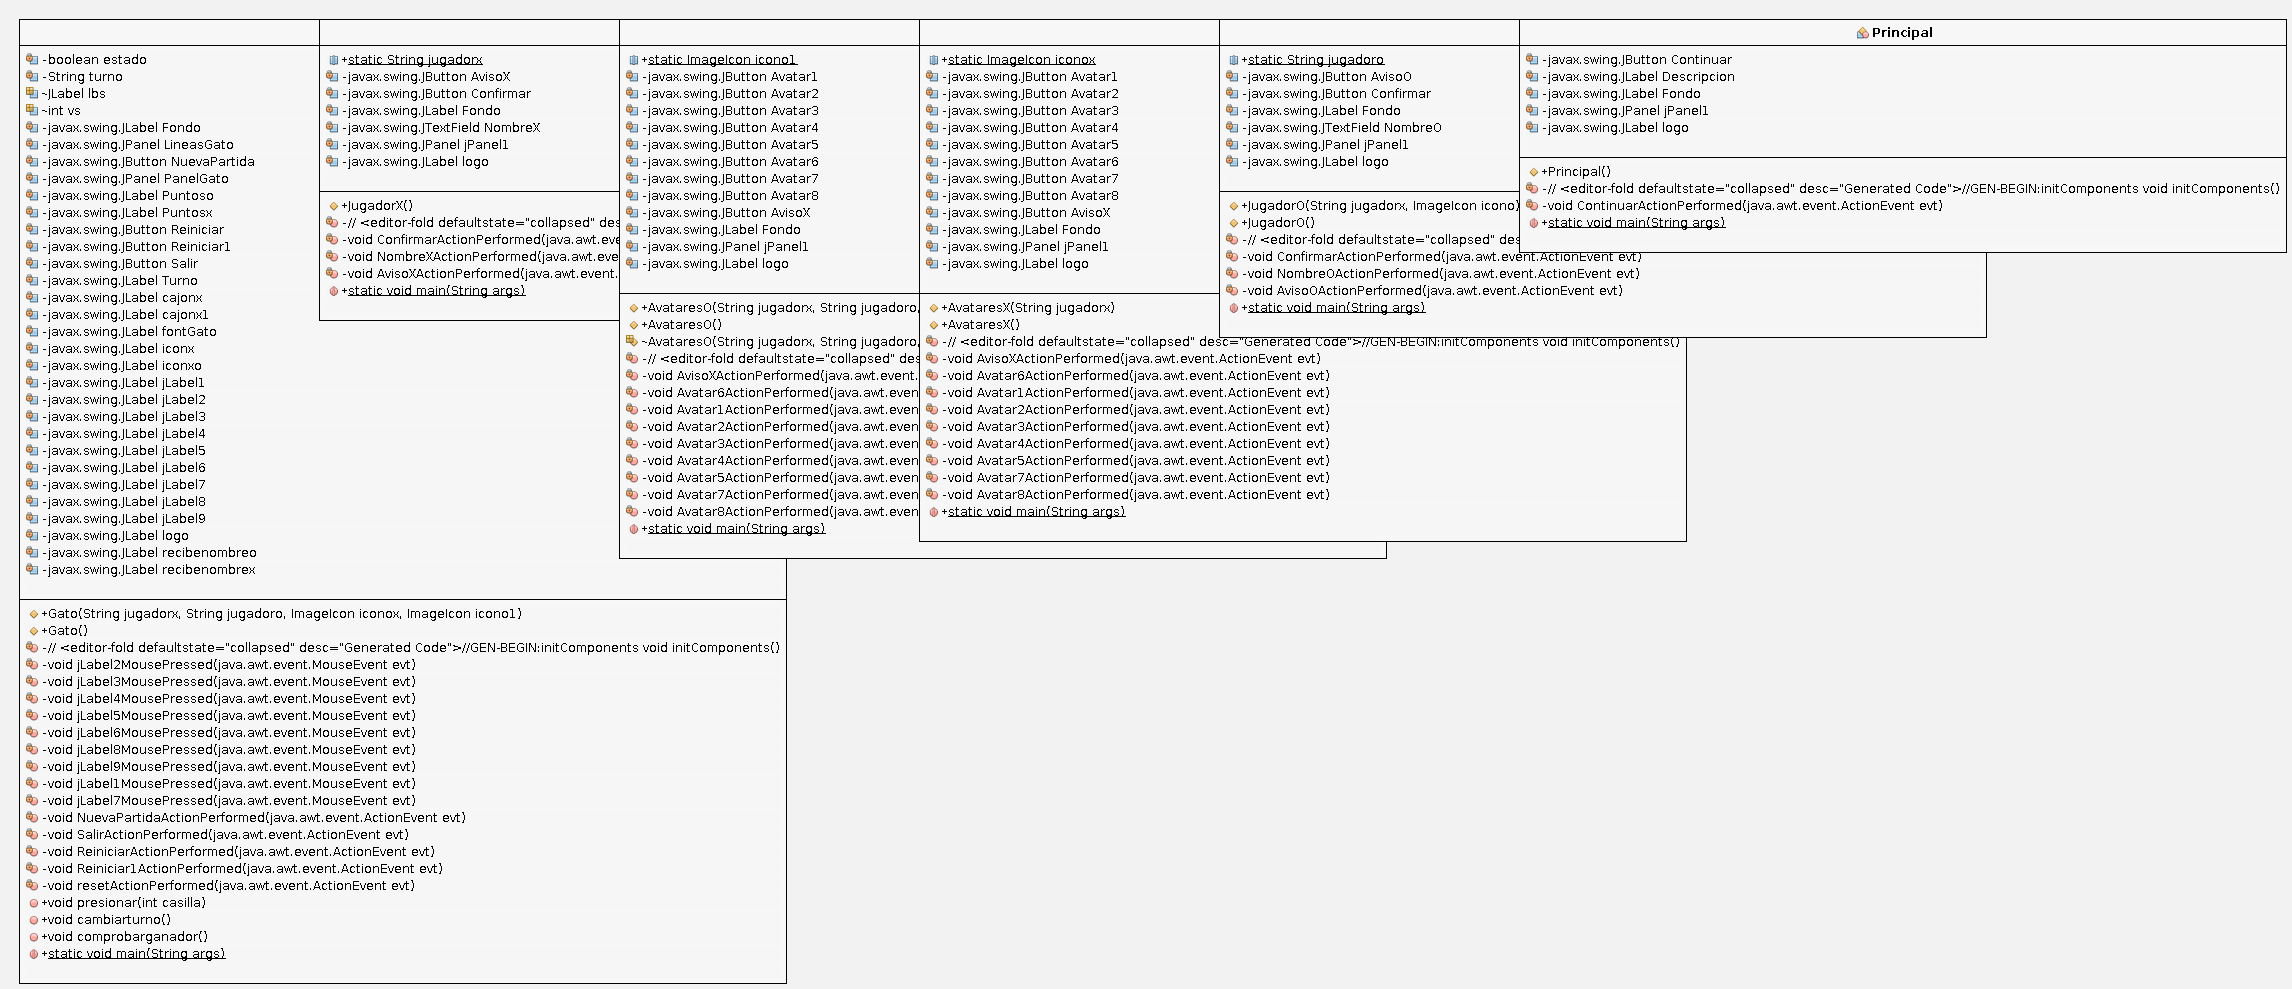 -boolean estado
-String turno
~JLabel lbs
~int vs
-javax.swing.JLabel Fondo
-javax.swing.JPanel LineasGato
-javax.swing.JButton NuevaPartida
-javax.swing.JPanel PanelGato
-javax.swing.JLabel Puntoso
-javax.swing.JLabel Puntosx
-javax.swing.JButton Reiniciar
-javax.swing.JButton Reiniciar1
-javax.swing.JButton Salir
-javax.swing.JLabel Turno
-javax.swing.JLabel cajonx
-javax.swing.JLabel cajonx1
-javax.swing.JLabel fontGato
-javax.swing.JLabel iconx
-javax.swing.JLabel iconxo
-javax.swing.JLabel jLabel1
-javax.swing.JLabel jLabel2
-javax.swing.JLabel jLabel3
-javax.swing.JLabel jLabel4
-javax.swing.JLabel jLabel5
-javax.swing.JLabel jLabel6
-javax.swing.JLabel jLabel7
-javax.swing.JLabel jLabel8
-javax.swing.JLabel jLabel9
-javax.swing.JLabel logo
-javax.swing.JLabel recibenombreo
-javax.swing.JLabel recibenombrex
+Gato(String jugadorx, String jugadoro, ImageIcon iconox, ImageIcon icono1)
+Gato()
-// <editor-fold defaultstate="collapsed" desc="Generated Code">//GEN-BEGIN:initComponents void initComponents()
-void jLabel2MousePressed(java.awt.event.MouseEvent evt)
-void jLabel3MousePressed(java.awt.event.MouseEvent evt)
-void jLabel4MousePressed(java.awt.event.MouseEvent evt)
-void jLabel5MousePressed(java.awt.event.MouseEvent evt)
-void jLabel6MousePressed(java.awt.event.MouseEvent evt)
-void jLabel8MousePressed(java.awt.event.MouseEvent evt)
-void jLabel9MousePressed(java.awt.event.MouseEvent evt)
-void jLabel1MousePressed(java.awt.event.MouseEvent evt)
-void jLabel7MousePressed(java.awt.event.MouseEvent evt)
-void NuevaPartidaActionPerformed(java.awt.event.ActionEvent evt)
-void SalirActionPerformed(java.awt.event.ActionEvent evt)
-void ReiniciarActionPerformed(java.awt.event.ActionEvent evt)
-void Reiniciar1ActionPerformed(java.awt.event.ActionEvent evt)
-void resetActionPerformed(java.awt.event.ActionEvent evt)
+void presionar(int casilla)
+void cambiarturno()
+void comprobarganador()
+static void main(String args)
+static String jugadorx
-javax.swing.JButton AvisoX
-javax.swing.JButton Confirmar
-javax.swing.JLabel Fondo
-javax.swing.JTextField NombreX
-javax.swing.JPanel jPanel1
-javax.swing.JLabel logo
+JugadorX()
-// <editor-fold defaultstate="collapsed" des
-void ConfirmarActionPerformed(java.awt.eve
-void NombreXActionPerformed(java.awt.eve
-void AvisoXActionPerformed(java.awt.event.
+static void main(String args)
+static ImageIcon icono1
-javax.swing.JButton Avatar1
-javax.swing.JButton Avatar2
-javax.swing.JButton Avatar3
-javax.swing.JButton Avatar4
-javax.swing.JButton Avatar5
-javax.swing.JButton Avatar6
-javax.swing.JButton Avatar7
-javax.swing.JButton Avatar8
-javax.swing.JButton AvisoX
-javax.swing.JLabel Fondo
-javax.swing.JPanel jPanel1
-javax.swing.JLabel logo
+AvataresO(String jugadorx, String jugadoro,
+AvataresO()
~AvataresO(String jugadorx, String jugadoro,
-// <editor-fold defaultstate="collapsed" des
-void AvisoXActionPerformed(java.awt.event.
-void Avatar6ActionPerformed(java.awt.even
-void Avatar1ActionPerformed(java.awt.even
-void Avatar2ActionPerformed(java.awt.even
-void Avatar3ActionPerformed(java.awt.even
-void Avatar4ActionPerformed(java.awt.even
-void Avatar5ActionPerformed(java.awt.even
-void Avatar7ActionPerformed(java.awt.even
-void Avatar8ActionPerformed(java.awt.even
+static void main(String args)
+static ImageIcon iconox
-javax.swing.JButton Avatar1
-javax.swing.JButton Avatar2
-javax.swing.JButton Avatar3
-javax.swing.JButton Avatar4
-javax.swing.JButton Avatar5
-javax.swing.JButton Avatar6
-javax.swing.JButton Avatar7
-javax.swing.JButton Avatar8
-javax.swing.JButton AvisoX
-javax.swing.JLabel Fondo
-javax.swing.JPanel jPanel1
-javax.swing.JLabel logo
+AvataresX(String jugadorx)
+AvataresX()
-// <editor-fold defaultstate="collapsed" desc="Generated Code">//GEN-BEGIN:initComponents void initComponents()
-void AvisoXActionPerformed(java.awt.event.ActionEvent evt)
-void Avatar6ActionPerformed(java.awt.event.ActionEvent evt)
-void Avatar1ActionPerformed(java.awt.event.ActionEvent evt)
-void Avatar2ActionPerformed(java.awt.event.ActionEvent evt)
-void Avatar3ActionPerformed(java.awt.event.ActionEvent evt)
-void Avatar4ActionPerformed(java.awt.event.ActionEvent evt)
-void Avatar5ActionPerformed(java.awt.event.ActionEvent evt)
-void Avatar7ActionPerformed(java.awt.event.ActionEvent evt)
-void Avatar8ActionPerformed(java.awt.event.ActionEvent evt)
+static void main(String args)
+static String jugadoro
-javax.swing.JButton AvisoO
-javax.swing.JButton Confirmar
-javax.swing.JLabel Fondo
-javax.swing.JTextField NombreO
-javax.swing.JPanel jPanel1
-javax.swing.JLabel logo
+JugadorO(String jugadorx, ImageIcon icono)
+JugadorO()
-// <editor-fold defaultstate="collapsed" des
-void ConfirmarActionPerformed(java.awt.event.ActionEvent evt)
-void NombreOActionPerformed(java.awt.event.ActionEvent evt)
-void AvisoOActionPerformed(java.awt.event.ActionEvent evt)
+static void main(String args)
Principal
-javax.swing.JButton Continuar
-javax.swing.JLabel Descripcion
-javax.swing.JLabel Fondo
-javax.swing.JPanel jPanel1
-javax.swing.JLabel logo
+Principal()
-// <editor-fold defaultstate="collapsed" desc="Generated Code">//GEN-BEGIN:initComponents void initComponents()
-void ContinuarActionPerformed(java.awt.event.ActionEvent evt)
+static void main(String args)